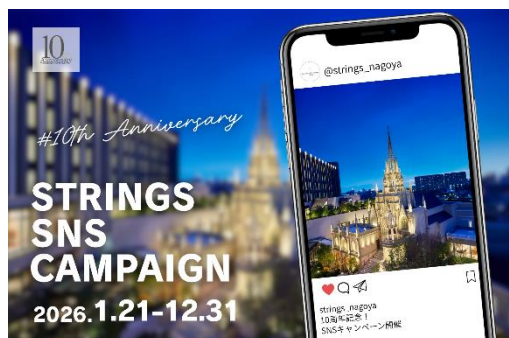 10
#10th Anniversary
STRINGS
SNS
CAMPAIGN
2026.1.21-12.31
@strings_nagoya
strings_nagoya
10周年記念！
SNSキャンペーン開催